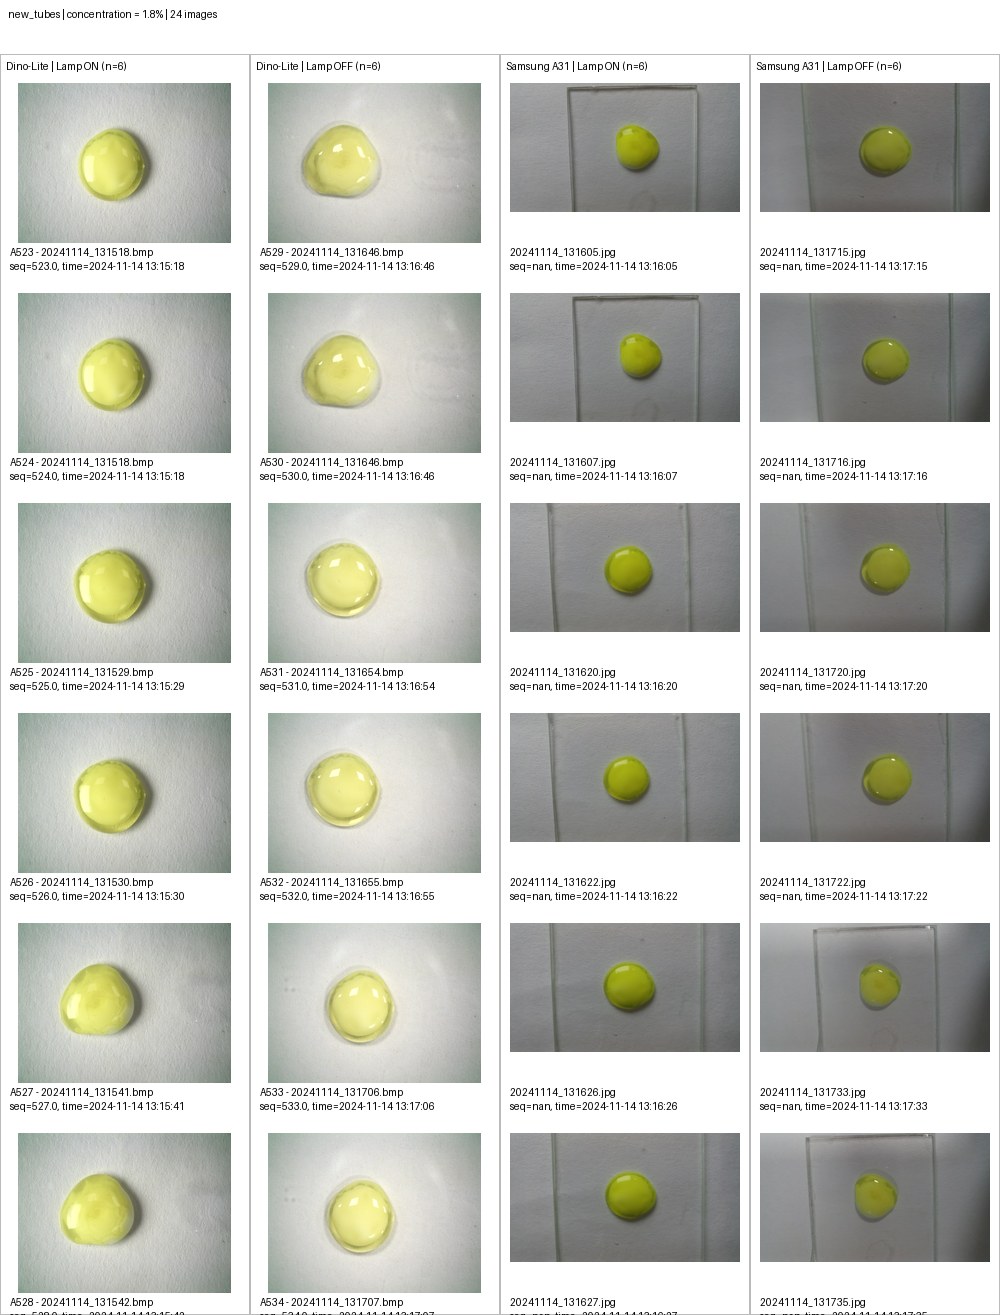 new_tubes | concentration = 1.8% | 24 images
Dino-Lite | Lamp ON (n=6)
Dino-Lite | Lamp OFF (n=6)
Samsung A31 | Lamp ON (n=6)
Samsung A31 | Lamp OFF (n=6)
A523 - 20241114_131518.bmp
seq=523.0, time=2024-11-14 13:15:18
A529 - 20241114_131646.bmp
seq=529.0, time=2024-11-14 13:16:46
20241114_131605.jpg
seq=nan, time=2024-11-14 13:16:05
20241114_131715.jpg
seq=nan, time=2024-11-14 13:17:15
A524 - 20241114_131518.bmp
seq=524.0, time=2024-11-14 13:15:18
A530 - 20241114_131646.bmp
seq=530.0, time=2024-11-14 13:16:46
20241114_131607.jpg
seq=nan, time=2024-11-14 13:16:07
20241114_131716.jpg
seq=nan, time=2024-11-14 13:17:16
A525 - 20241114_131529.bmp
seq=525.0, time=2024-11-14 13:15:29
A531 - 20241114_131654.bmp
seq=531.0, time=2024-11-14 13:16:54
20241114_131620.jpg
seq=nan, time=2024-11-14 13:16:20
20241114_131720.jpg
seq=nan, time=2024-11-14 13:17:20
A526 - 20241114_131530.bmp
seq=526.0, time=2024-11-14 13:15:30
A532 - 20241114_131655.bmp
seq=532.0, time=2024-11-14 13:16:55
20241114_131622.jpg
seq=nan, time=2024-11-14 13:16:22
20241114_131722.jpg
seq=nan, time=2024-11-14 13:17:22
A527 - 20241114_131541.bmp
seq=527.0, time=2024-11-14 13:15:41
A533 - 20241114_131706.bmp
seq=533.0, time=2024-11-14 13:17:06
20241114_131626.jpg
seq=nan, time=2024-11-14 13:16:26
20241114_131733.jpg
seq=nan, time=2024-11-14 13:17:33
A528 - 20241114_131542.bmp
A534 - 20241114_131707.bmp
20241114_131627.jpg
20241114_131735.jpg